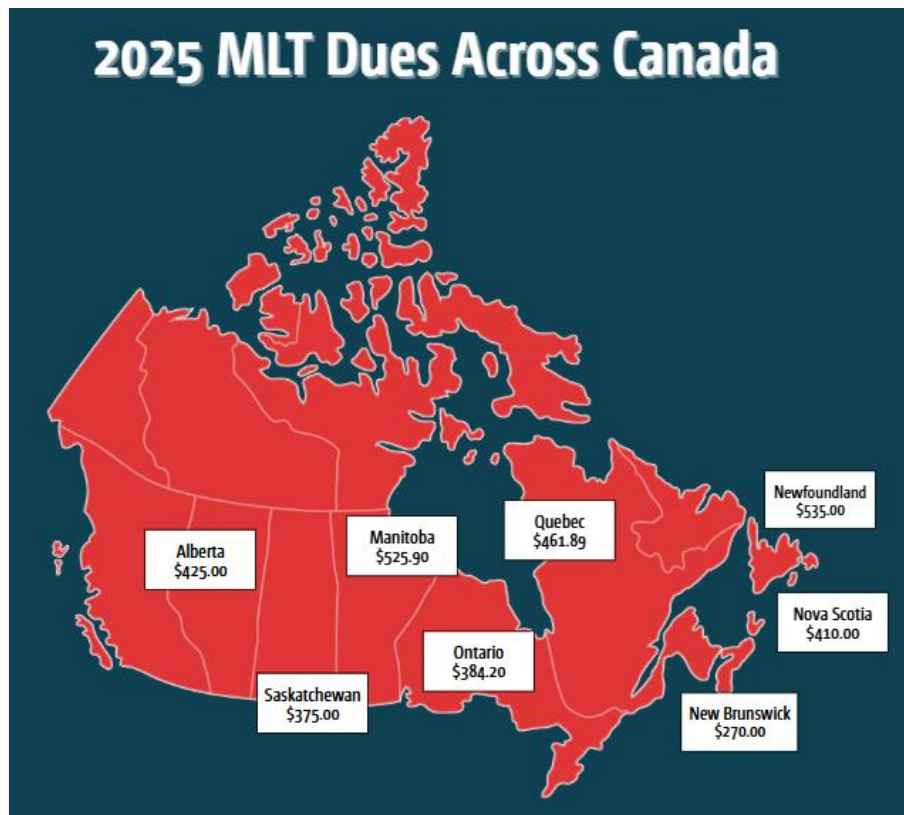 2025 MLT Dues Across Canada
Newfoundland
$535.00
Quebec
$461.89
Manitoba
$525.90
Alberta
$425.00
Nova Scotia
$410.00
Ontario
$384.20
Saskatchewan
$375.00
New Brunswick
$270.00